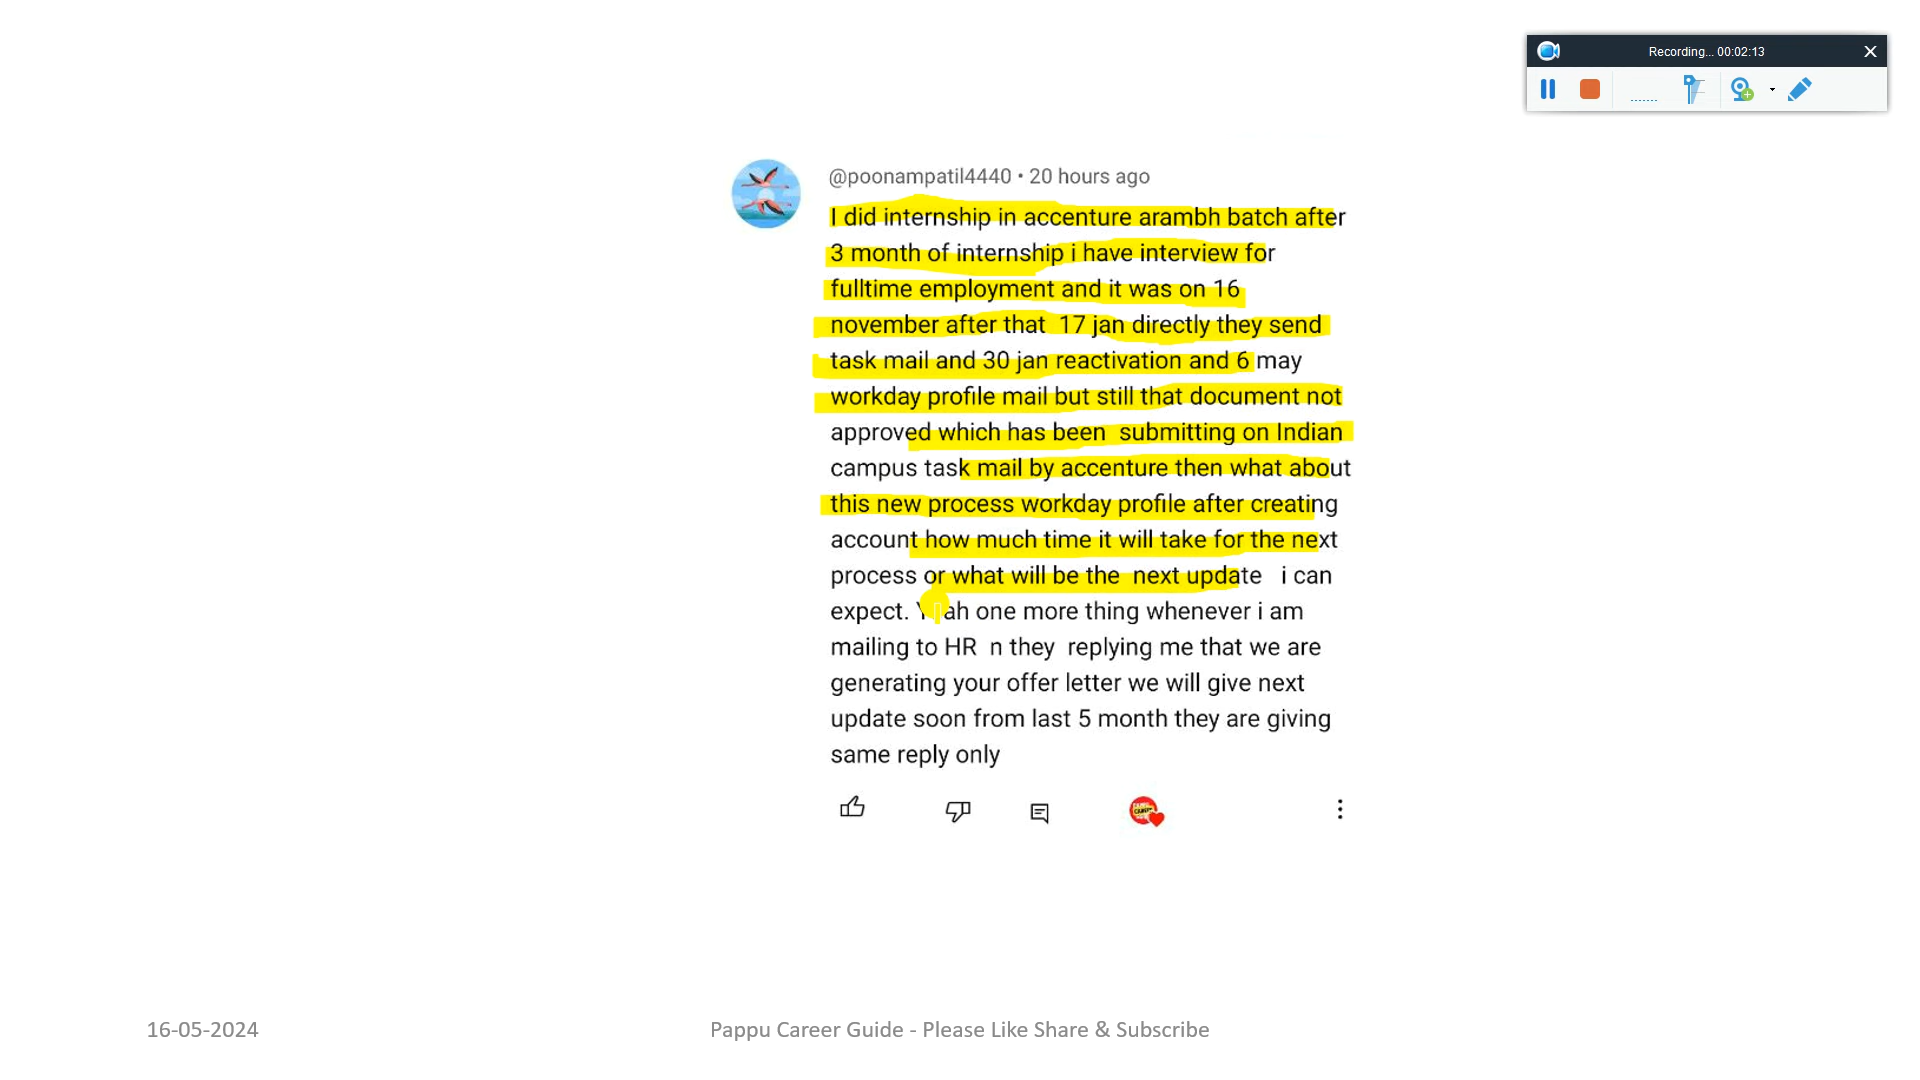 Recording... 00:02:13
@poonampatil4440 • 20 hours ago
I did internship in accenture arambh batch after
3 month of internship i have interview for
fulltime employment and it was on 16
november after that 17 jan directly they send
task mail and 30 jan reactivation and 6 may
workday profile mail but still that document not
approved which has been submitting on Indian
campus task mail by accenture then what about
this new process workday profile after creating
account how much time it will take for the next
process or what will be the next update i can
expect. one more thing whenever i am
mailing to HR n they replying me that we are
generating your offer letter we will give next
update soon from last 5 month they are giving
same reply only
16-05-2024
Pappu Career Guide - Please Like Share & Subscribe